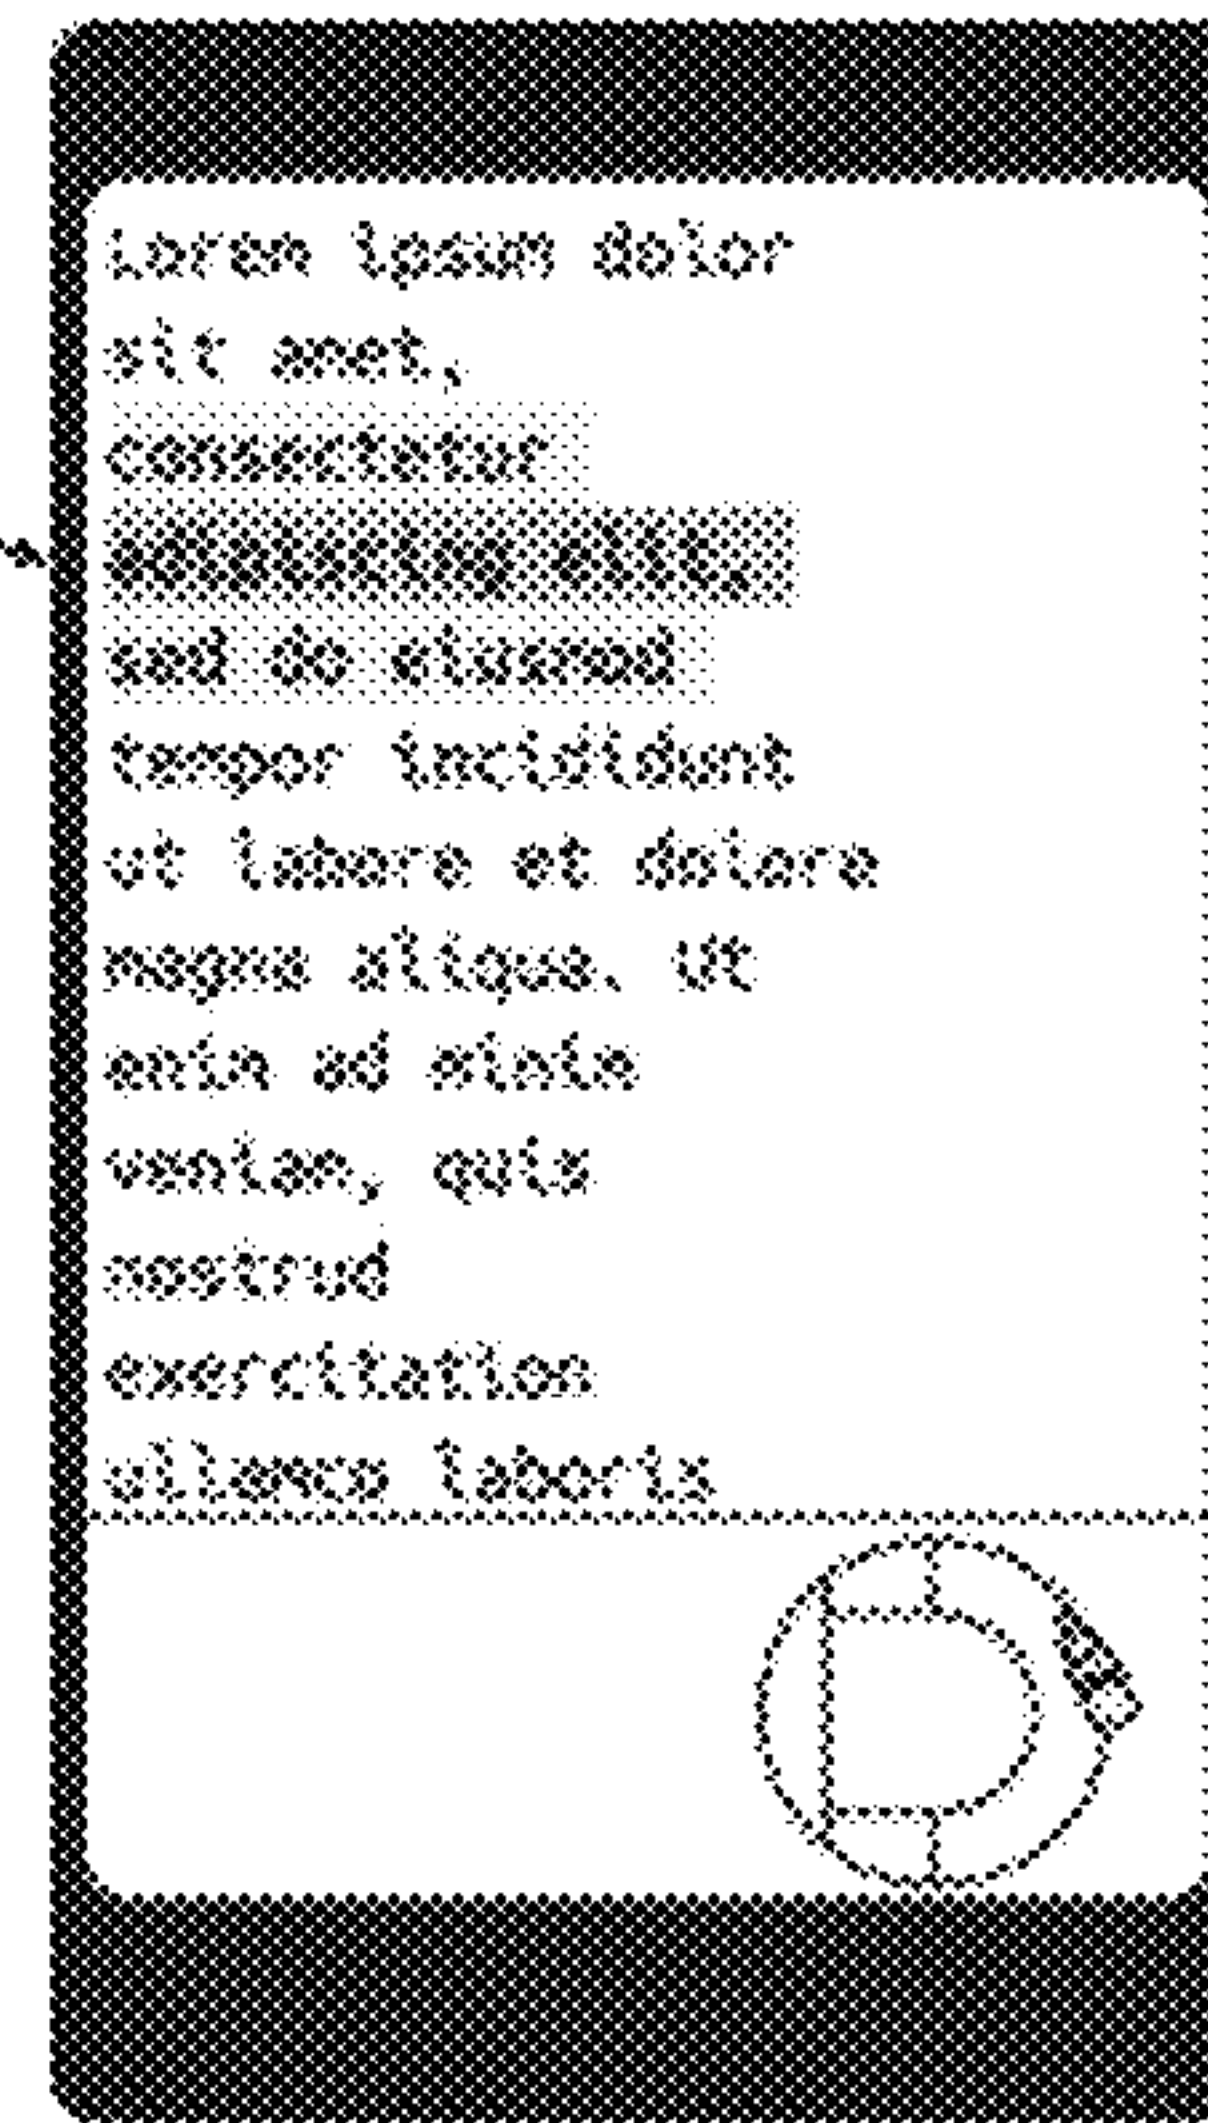 Lorem ipsum dolor
sit amet,
consectetur
adipiscing elit,
sed do eiusmod
tempor incididunt
ut labore et dolore
magna aliqua. Ut
enim ad minim
veniam, quis
nostrud
exercitation
ullamco laboris